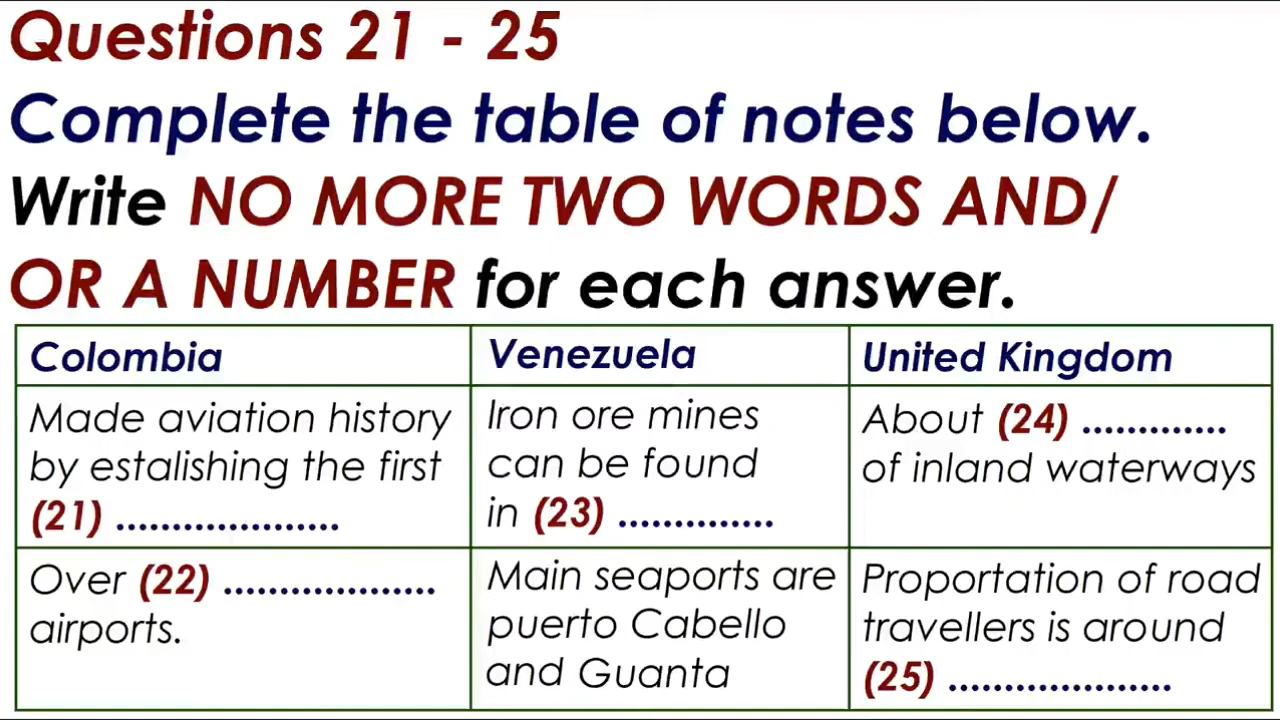 Questions 21 - 25
Complete the table of notes below.
Write NO MORE TWO WORDS AND/
OR A NUMBER for each answer.
Colombia
Venezuela
United Kingdom
Made aviation history
by estalishing the first
(21) ....................
Iron ore mines
can be found
in (23) ..............
About (24) .............
of inland waterways
Over (22) ...................
airports.
Main seaports are
puerto Cabello
and Guanta
Proportation of road
travellers is around
(25) ....................